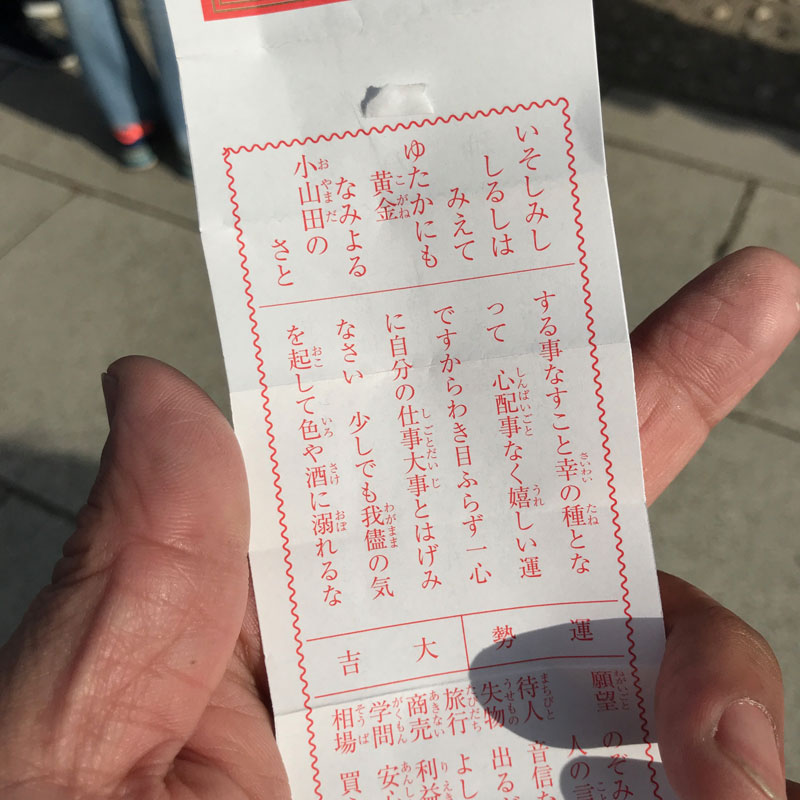 いそしみし
しるしは
みえて
ゆたかにも
黄金
なみよる
小山田の
さと
する事なすこと幸の種とな
って 心配事なく嬉しい運
ですからわき目ふらず一心
に自分の仕事大事とはげみ
なさい 少しでも我儘の気
を起して色や酒に溺れるな
運勢
大吉
願望 のぞみ
人の言
待人 音信
失物 出る
旅行 よし
商売 利益
学問 安
相場 買